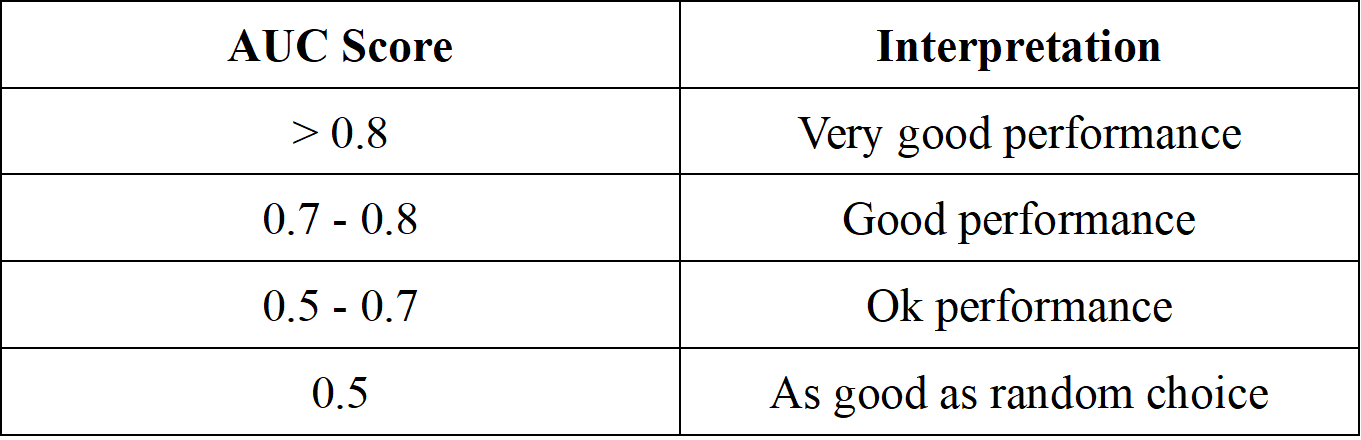 AUC Score Interpretation
> 0.8 Very good performance
0.7 - 0.8 Good performance
0.5 - 0.7 Ok performance
0.5 As good as random choice